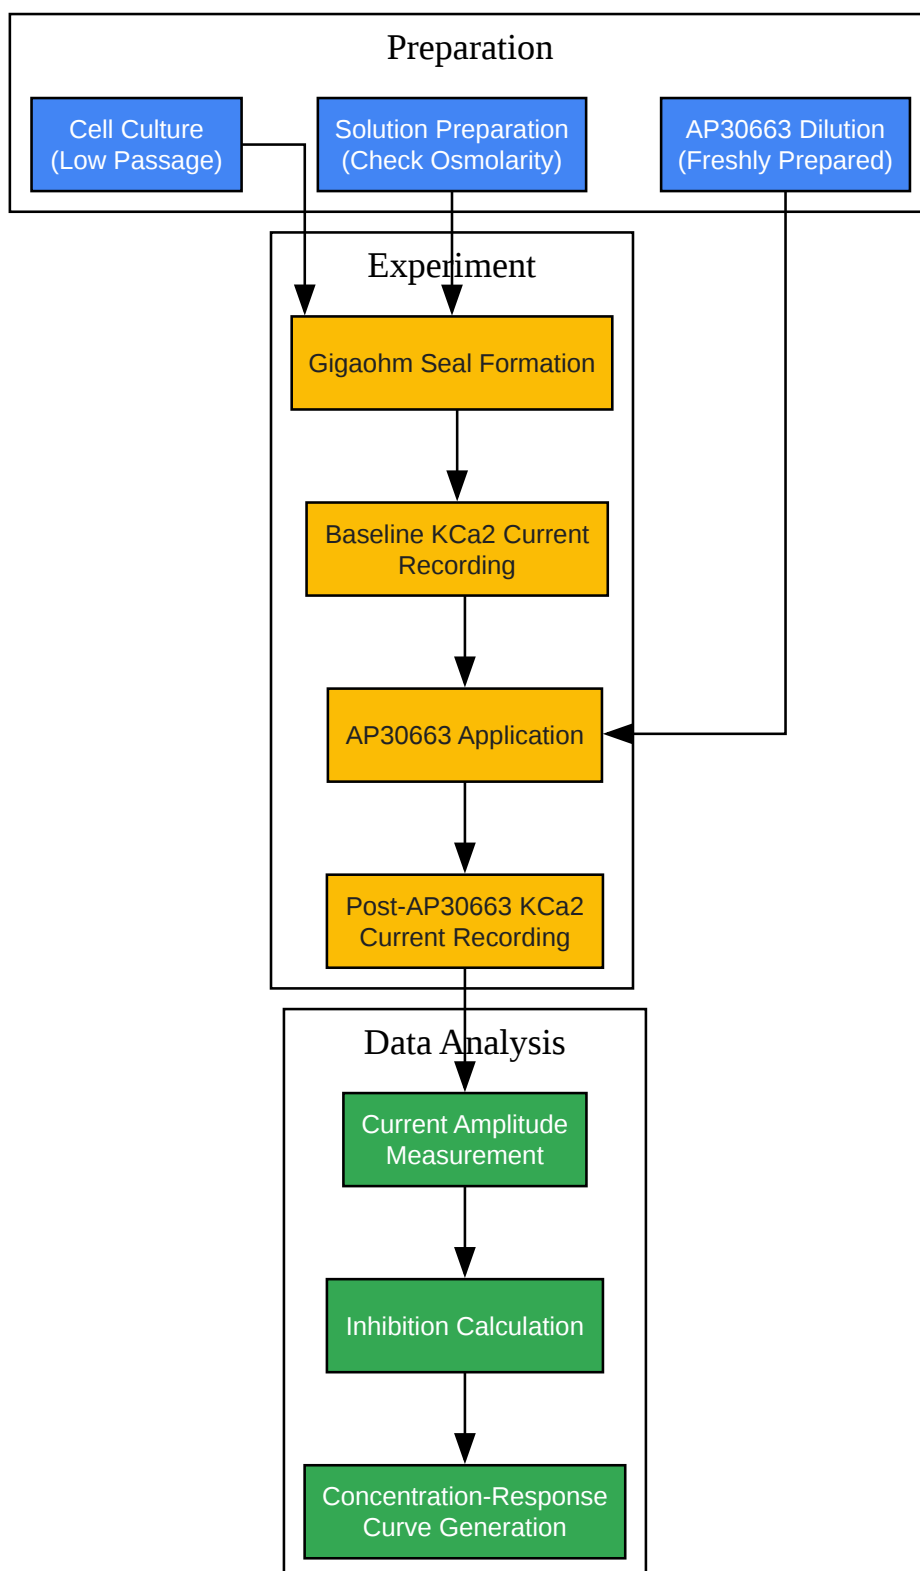 Preparation
Cell Culture
(Low Passage)
Solution Preparation
(Check Osmolarity)
AP30663 Dilution
(Freshly Prepared)
Experiment
Gigaohm Seal Formation
Baseline KCa2 Current
Recording
AP30663 Application
Post-AP30663 KCa2
Current Recording
Data Analysis
Current Amplitude
Measurement
Inhibition Calculation
Concentration-Response
Curve Generation